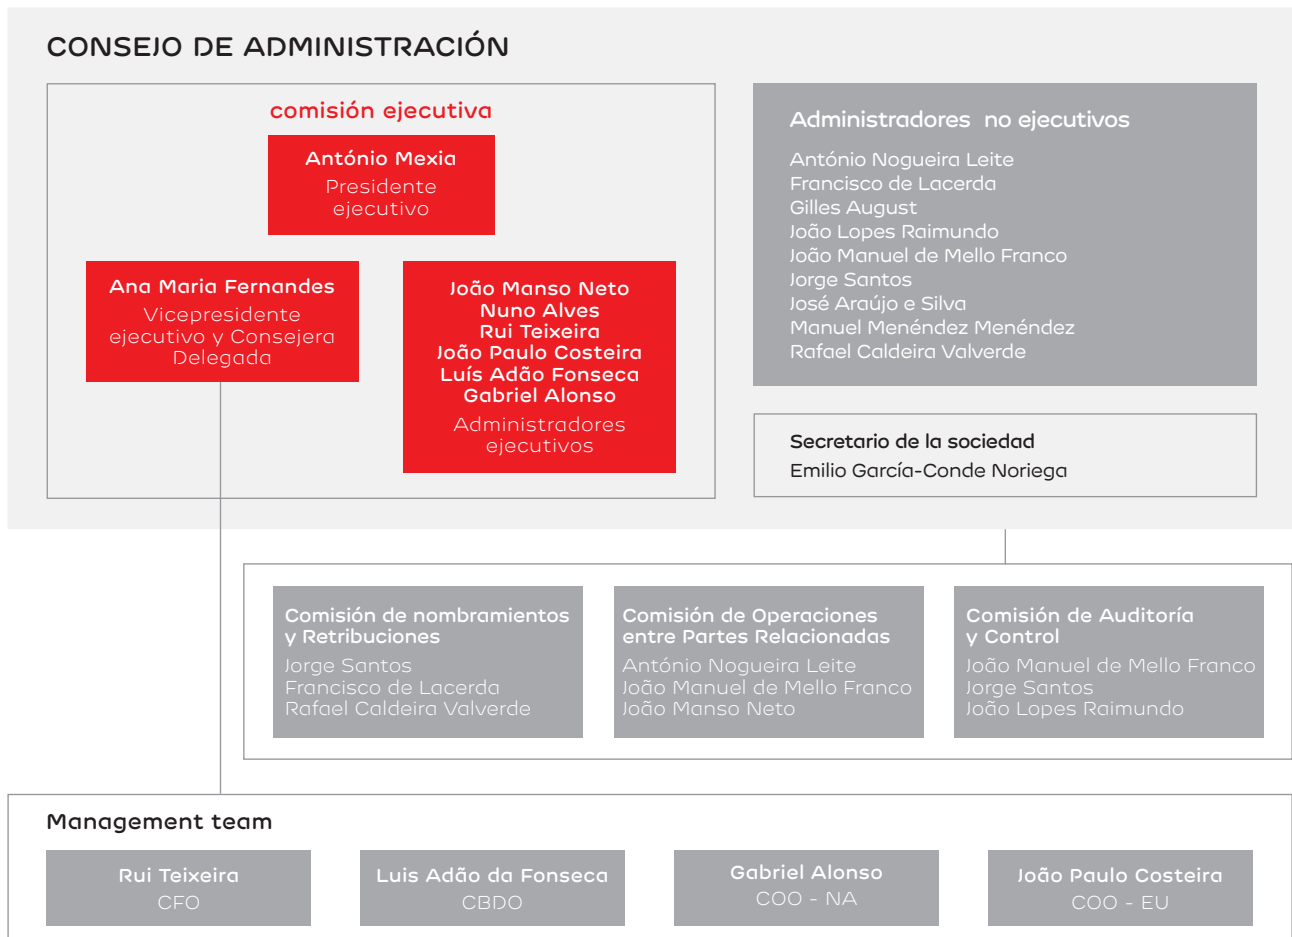 CONSEJO DE ADMINISTRACIÓN
comisión ejecutiva
António Mexia
Presidente
ejecutivo
Ana Maria Fernandes
Vicepresidente
ejecutivo y Consejera
Delegada
João Manso Neto
Nuno Alves
Rui Teixeira
João Paulo Costeira
Luís Adão Fonseca
Gabriel Alonso
Administradores
ejecutivos
Administradores no ejecutivos
António Nogueira Leite
Francisco de Lacerda
Gilles August
João Lopes Raimundo
João Manuel de Mello Franco
Jorge Santos
José Araújo e Silva
Manuel Menéndez Menéndez
Rafael Caldeira Valverde
Secretario de la sociedad
Emilio García-Conde Noriega
Comisión de nombramientos
y Retribuciones
Jorge Santos
Francisco de Lacerda
Rafael Caldeira Valverde
Comisión de Operaciones
entre Partes Relacionadas
António Nogueira Leite
João Manuel de Mello Franco
João Manso Neto
Comisión de Auditoría
y Control
João Manuel de Mello Franco
Jorge Santos
João Lopes Raimundo
Management team
Rui Teixeira
CFO
Luis Adão da Fonseca
CBDO
Gabriel Alonso
COO - NA
João Paulo Costeira
COO - EU